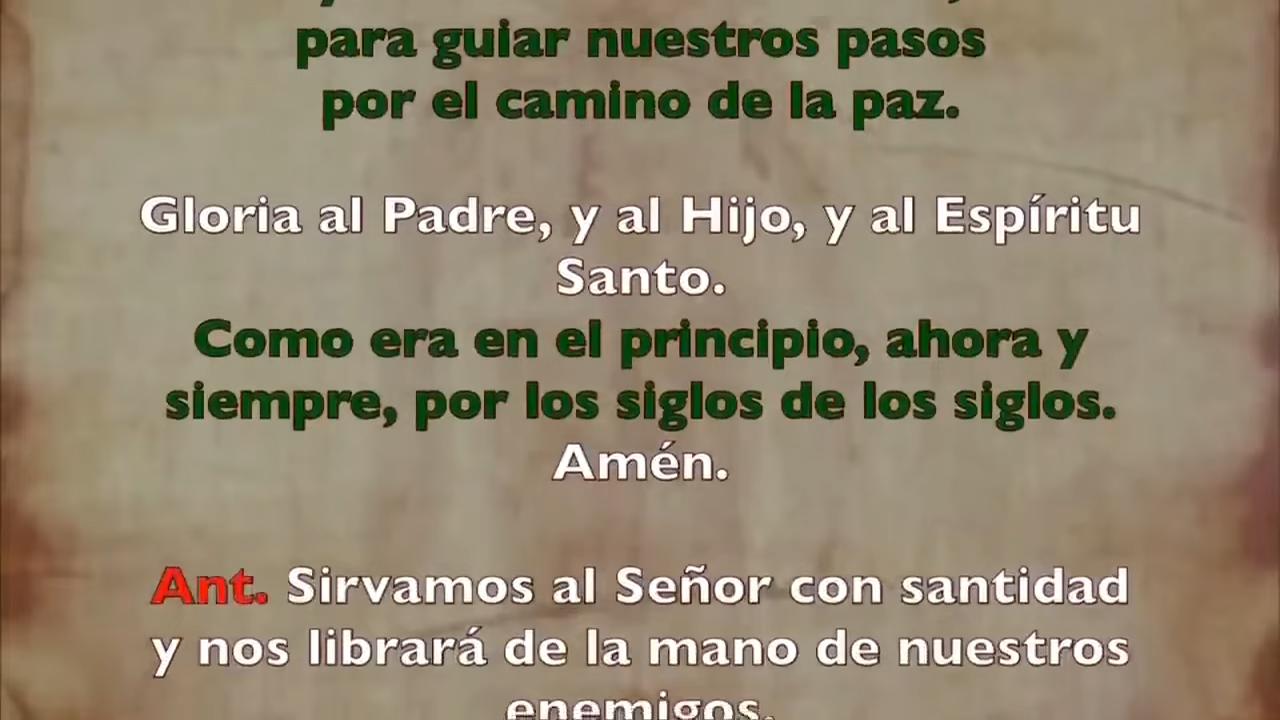 para guiar nuestros pasos
por el camino de la paz.
Gloria al Padre, y al Hijo, y al Espíritu
Santo.
Como era en el principio, ahora y
siempre, por los siglos de los siglos.
Amén.
Ant. Sirvamos al Señor con santidad
y nos librará de la mano de nuestros
enemigos.